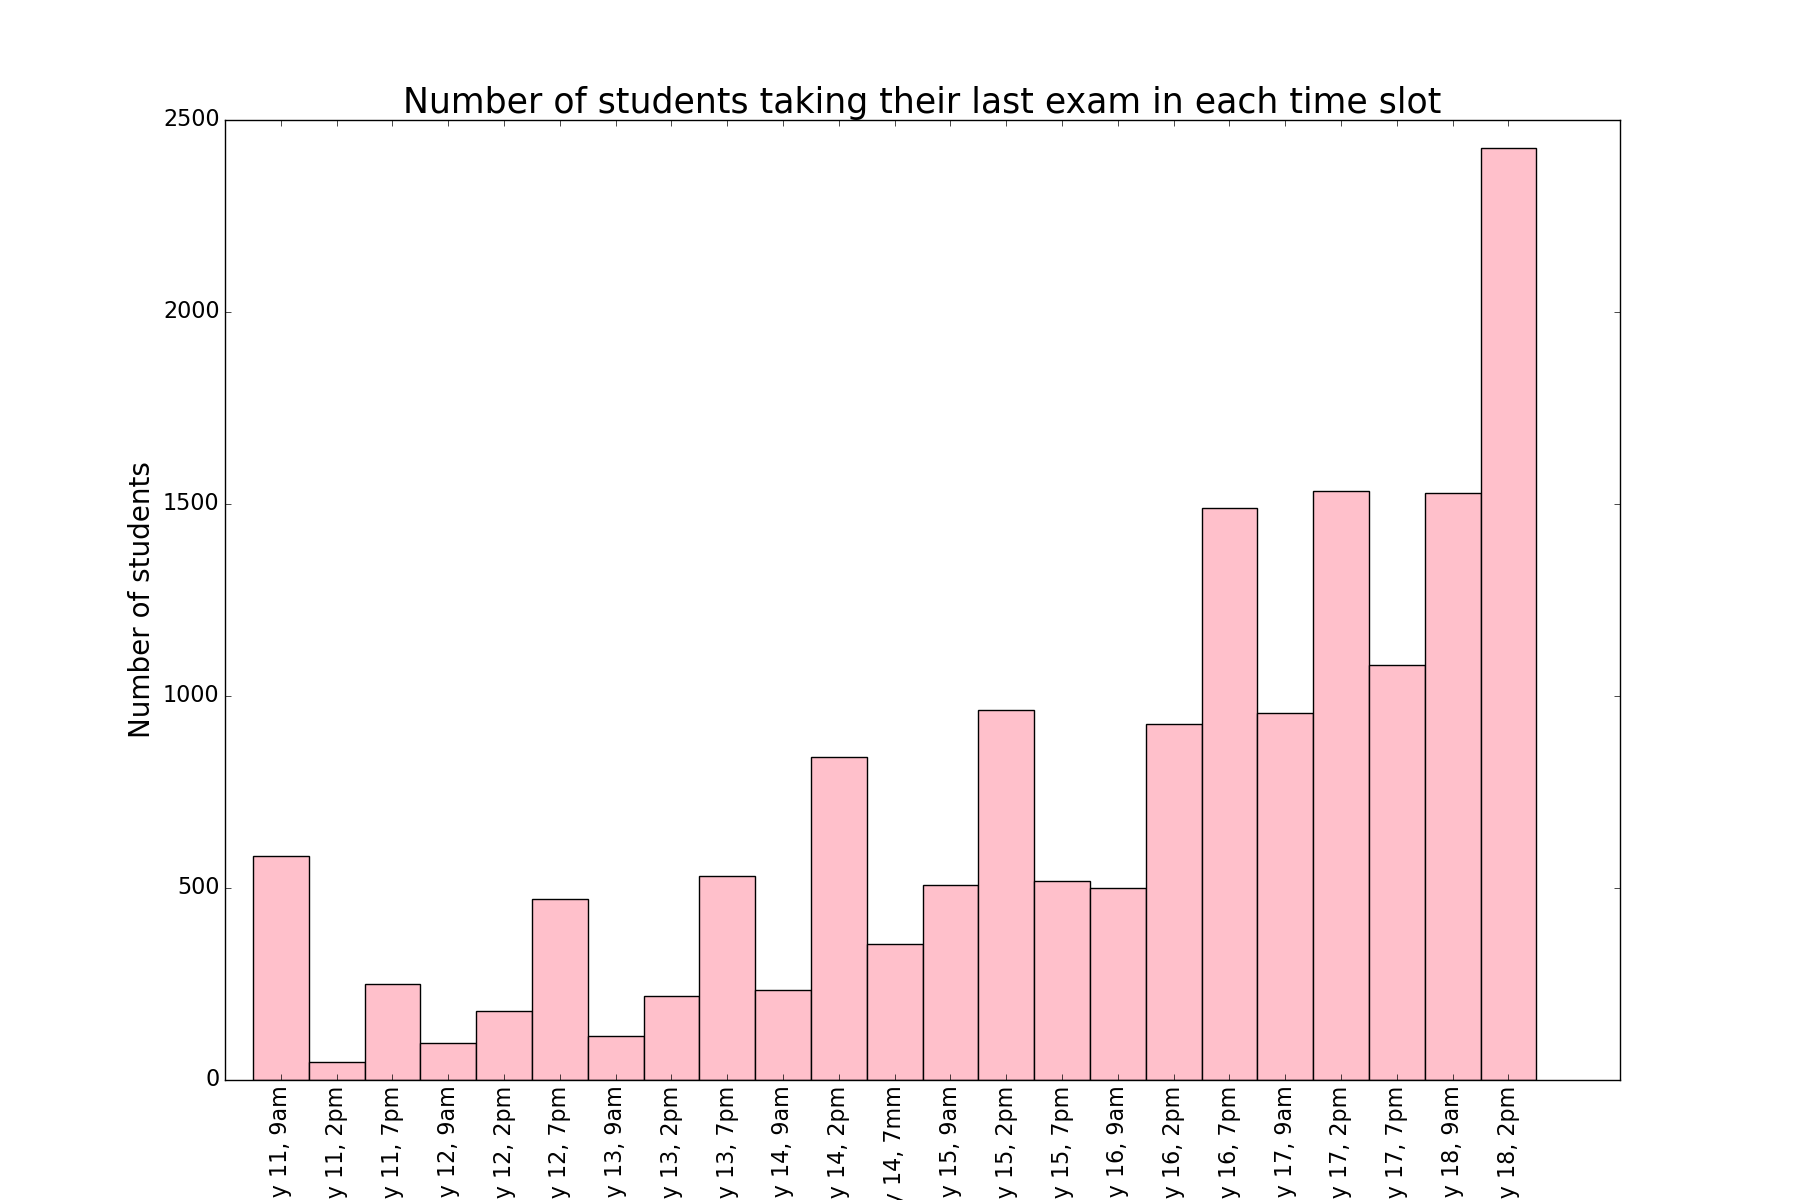 Number of students taking their last exam in each time slot
Number of students
2500
2000
1500
1000
500
0
y 11, 9am
y 11, 2pm
y 11, 7pm
y 12, 9am
y 12, 2pm
y 12, 7pm
y 13, 9am
y 13, 2pm
y 13, 7pm
y 14, 9am
y 14, 2pm
y 14, 7mm
y 15, 9am
y 15, 2pm
y 15, 7pm
y 16, 9am
y 16, 2pm
y 16, 7pm
y 17, 9am
y 17, 2pm
y 17, 7pm
y 18, 9am
y 18, 2pm